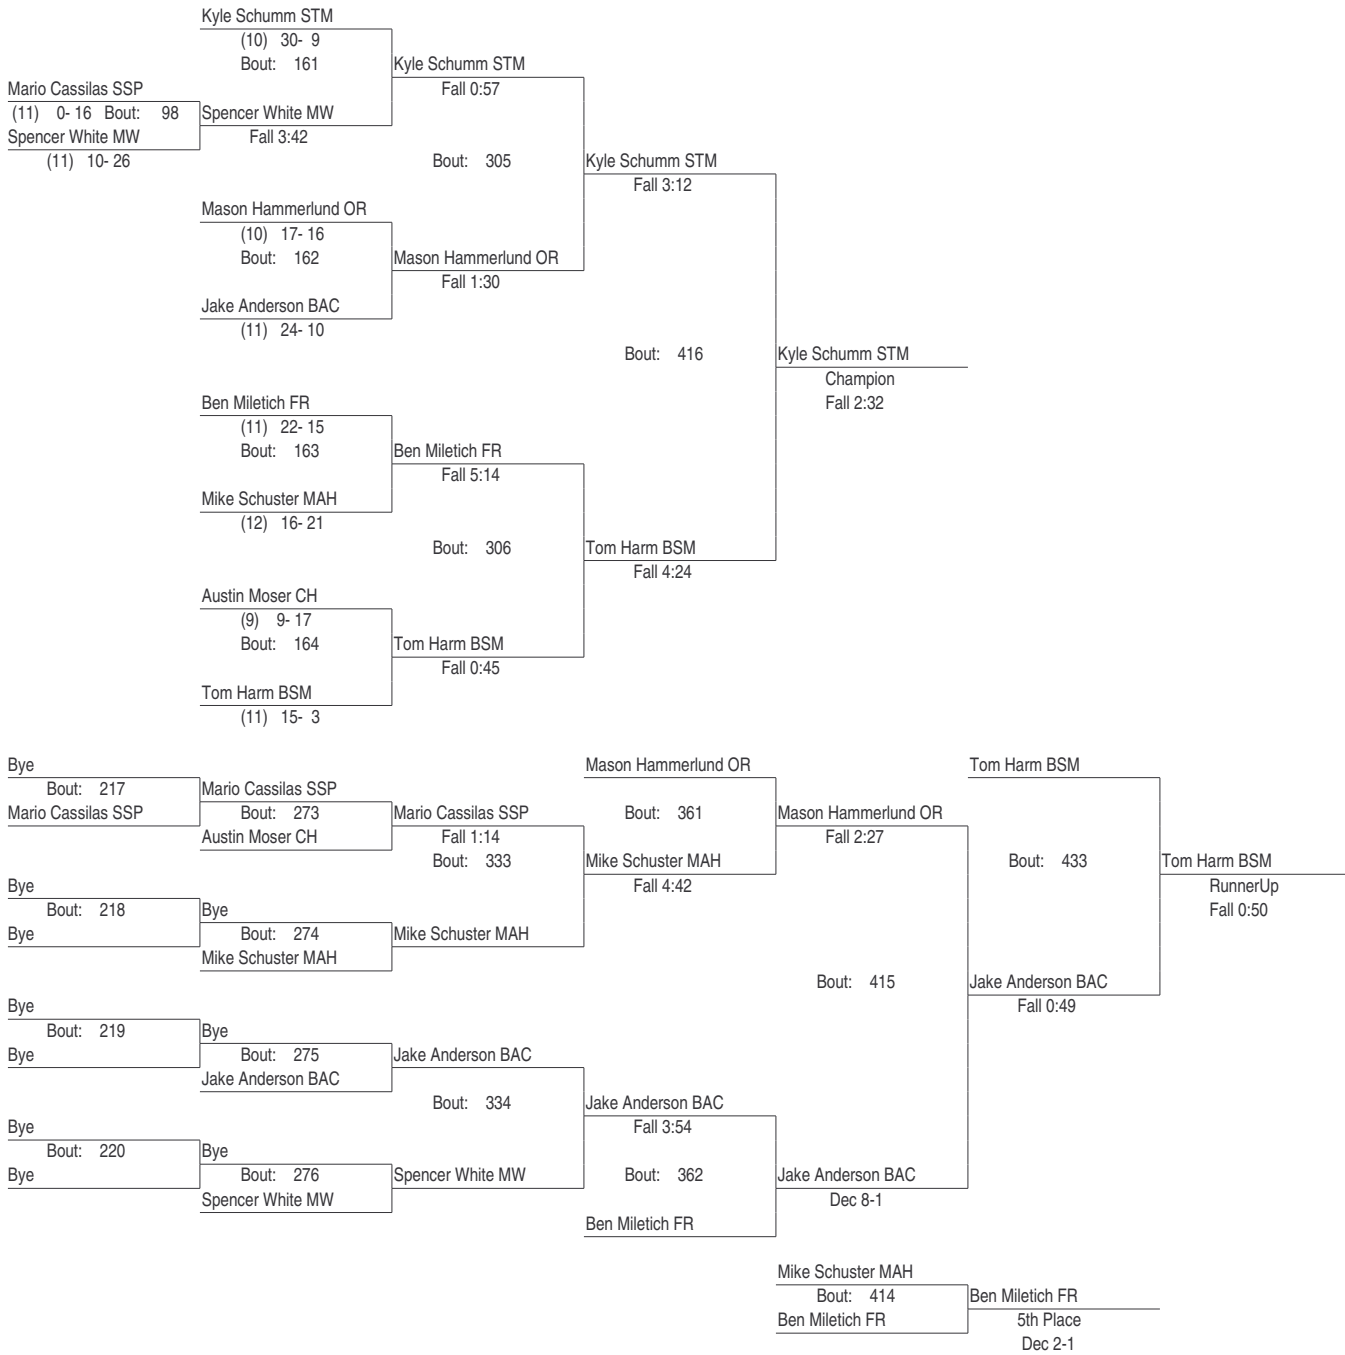 Kyle Schumm STM
(10) 30- 9
Bout: 161
Kyle Schumm STM
Fall 0:57
Mario Cassilas SSP
(11) 0- 16 Bout: 98
Spencer White MW
Spencer White MW
Fall 3:42
(11) 10- 26
Bout: 305
Kyle Schumm STM
Fall 3:12
Mason Hammerlund OR
(10) 17- 16
Bout: 162
Mason Hammerlund OR
Fall 1:30
Jake Anderson BAC
(11) 24- 10
Bout: 416
Kyle Schumm STM
Champion
Fall 2:32
Ben Miletich FR
(11) 22- 15
Bout: 163
Ben Miletich FR
Fall 5:14
Mike Schuster MAH
(12) 16- 21
Bout: 306
Tom Harm BSM
Fall 4:24
Austin Moser CH
(9) 9- 17
Bout: 164
Tom Harm BSM
Fall 0:45
Tom Harm BSM
(11) 15- 3
Bye
Bout: 217
Mario Cassilas SSP
Mario Cassilas SSP
Bout: 273
Austin Moser CH
Mario Cassilas SSP
Fall 1:14
Bout: 333
Mason Hammerlund OR
Bout: 361
Mike Schuster MAH
Fall 4:42
Mason Hammerlund OR
Fall 2:27
Tom Harm BSM
Bout: 433
Tom Harm BSM
RunnerUp
Fall 0:50
Bye
Bout: 218
Bye
Bye
Bout: 274
Mike Schuster MAH
Mike Schuster MAH
Bout: 415
Jake Anderson BAC
Fall 0:49
Bye
Bout: 219
Bye
Bye
Bout: 275
Jake Anderson BAC
Jake Anderson BAC
Bout: 334
Jake Anderson BAC
Fall 3:54
Bye
Bout: 220
Bye
Bye
Bout: 276
Spencer White MW
Spencer White MW
Bout: 362
Ben Miletich FR
Jake Anderson BAC
Dec 8-1
Mike Schuster MAH
Bout: 414
Ben Miletich FR
Ben Miletich FR
5th Place
Dec 2-1